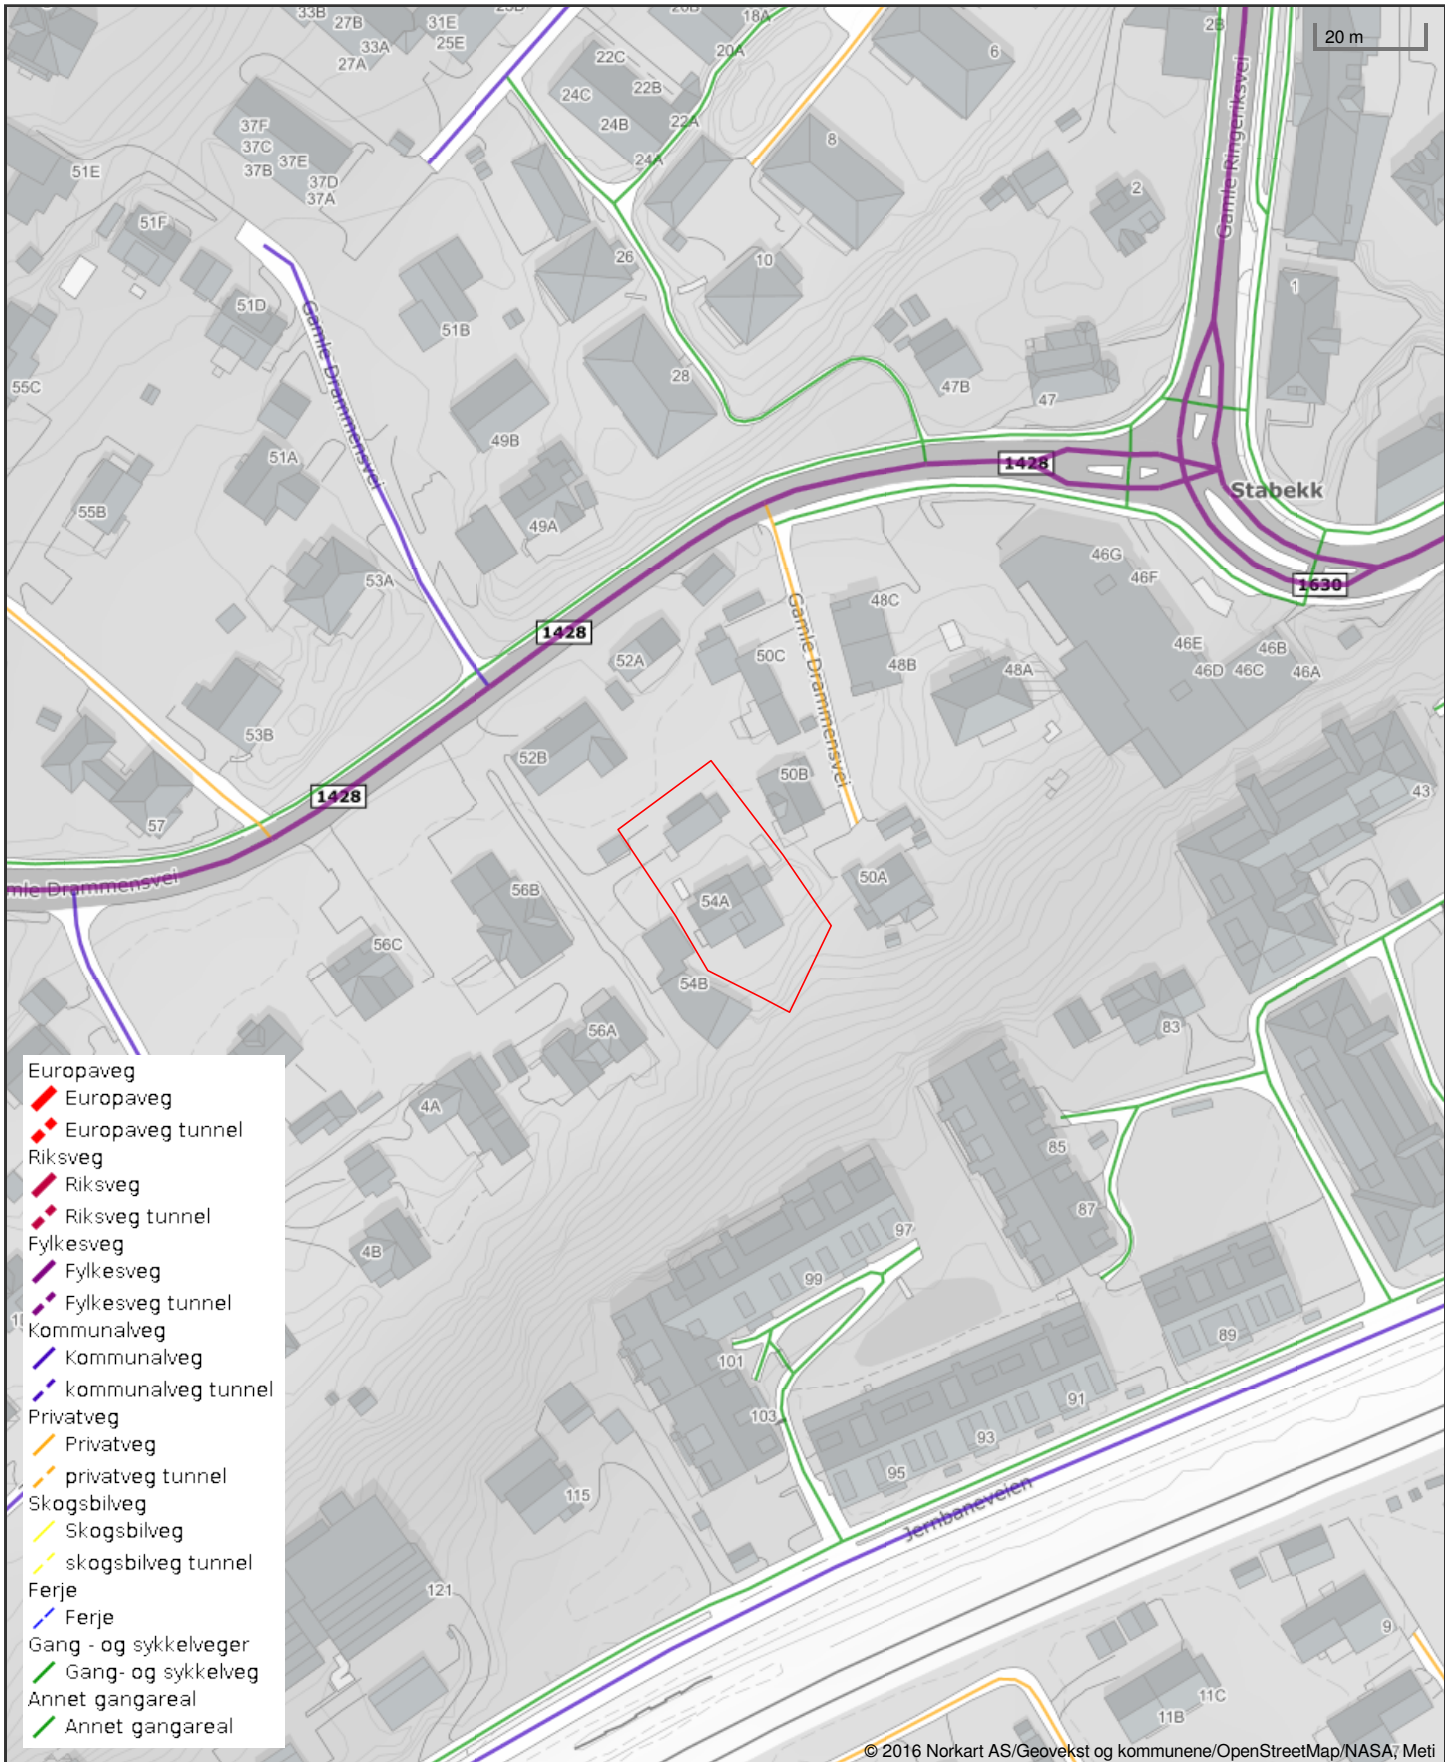 33B
27B
31E
33A
25E
27A
20B
18A
20A
22C
22B
24C
24B
22A
24A
6
8
2B
20 m
37F
37C
37E
37B
37D
37A
51E
51F
51D
51B
26
10
2
1
Gamle Ringeriksvei
Gamle Drammensvei
55C
28
47B
47
49B
51A
49A
55B
53A
1428
Stabekk
1630
46G
46F
46E
46D
46C
46B
46A
48C
48B
48A
Gamle Drammensvei
50C
52A
1428
53B
52B
50B
1428
57
43
mle Drammensvei
56B
54A
50A
56C
54B
56A
83
4A
85
87
4B
97
99
101
103
89
91
93
95
115
121
Jernbaneveien
9
11C
11B
Europaveg
Europaveg
Europaveg tunnel
Riksveg
Riksveg
Riksveg tunnel
Fylkesveg
Fylkesveg
Fylkesveg tunnel
Kommunalveg
Kommunalveg
kommunalveg tunnel
Privatveg
Privatveg
privatveg tunnel
Skogsbilveg
Skogsbilveg
skogsbilveg tunnel
Ferje
Ferje
Gang - og sykkelveger
Gang- og sykkelveg
Annet gangareal
Annet gangareal
© 2016 Norkart AS/Geovekst og kommunene/OpenStreetMap/NASA, Meti